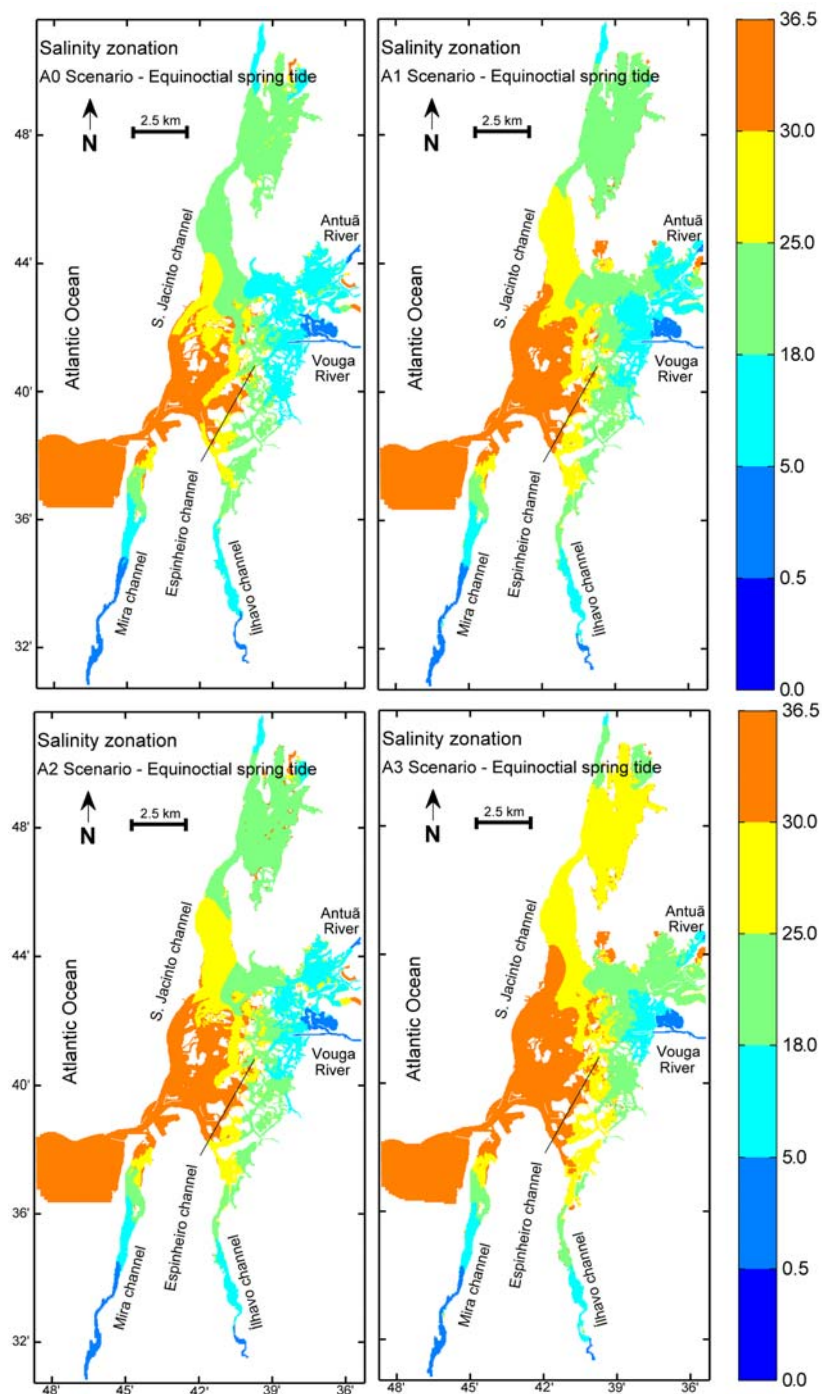 Salinity zonation
A0 Scenario - Equinoctial spring tide
N
2.5 km
S. Jacinto channel
Antuã
River
Atlantic Ocean
Vouga
River
Espinheiro channel
Mira channel
Ílhavo channel
48'
44'
40'
36'
32'
Salinity zonation
A1 Scenario - Equinoctial spring tide
N
2.5 km
S. Jacinto channel
Antuã
River
Atlantic Ocean
Vouga
River
Espinheiro channel
Mira channel
Ílhavo channel
36.5
30.0
25.0
18.0
5.0
0.5
0.0
Salinity zonation
A2 Scenario - Equinoctial spring tide
N
2.5 km
S. Jacinto channel
Antuã
River
Atlantic Ocean
Vouga
River
Espinheiro channel
Mira channel
Ílhavo channel
48'
44'
40'
36'
32'
48'
45'
42'
39'
36'
Salinity zonation
A3 Scenario - Equinoctial spring tide
N
2.5 km
S. Jacinto channel
Antuã
River
Atlantic Ocean
Vouga
River
Espinheiro channel
Mira channel
Ílhavo channel
48'
45'
42'
39'
36'
36.5
30.0
25.0
18.0
5.0
0.5
0.0